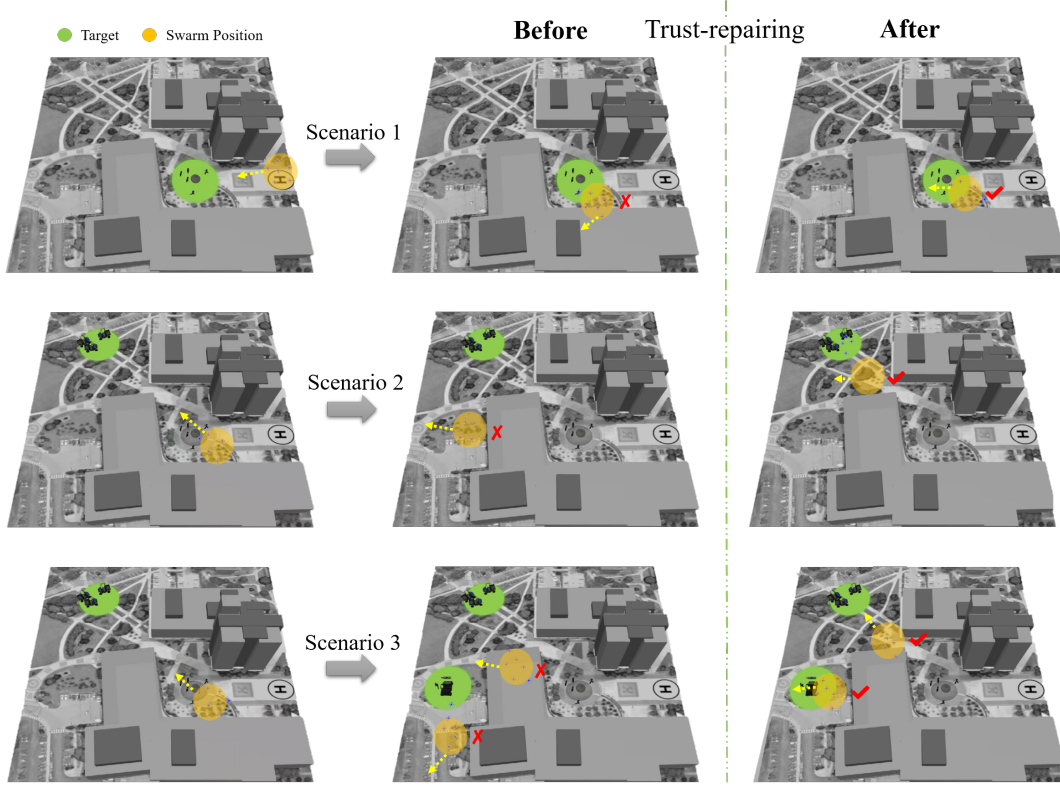 Target
Swarm Position
Before
Trust-repairing
After
Scenario 1
H
H
H
Scenario 2
H
H
H
Scenario 3
H
H
H